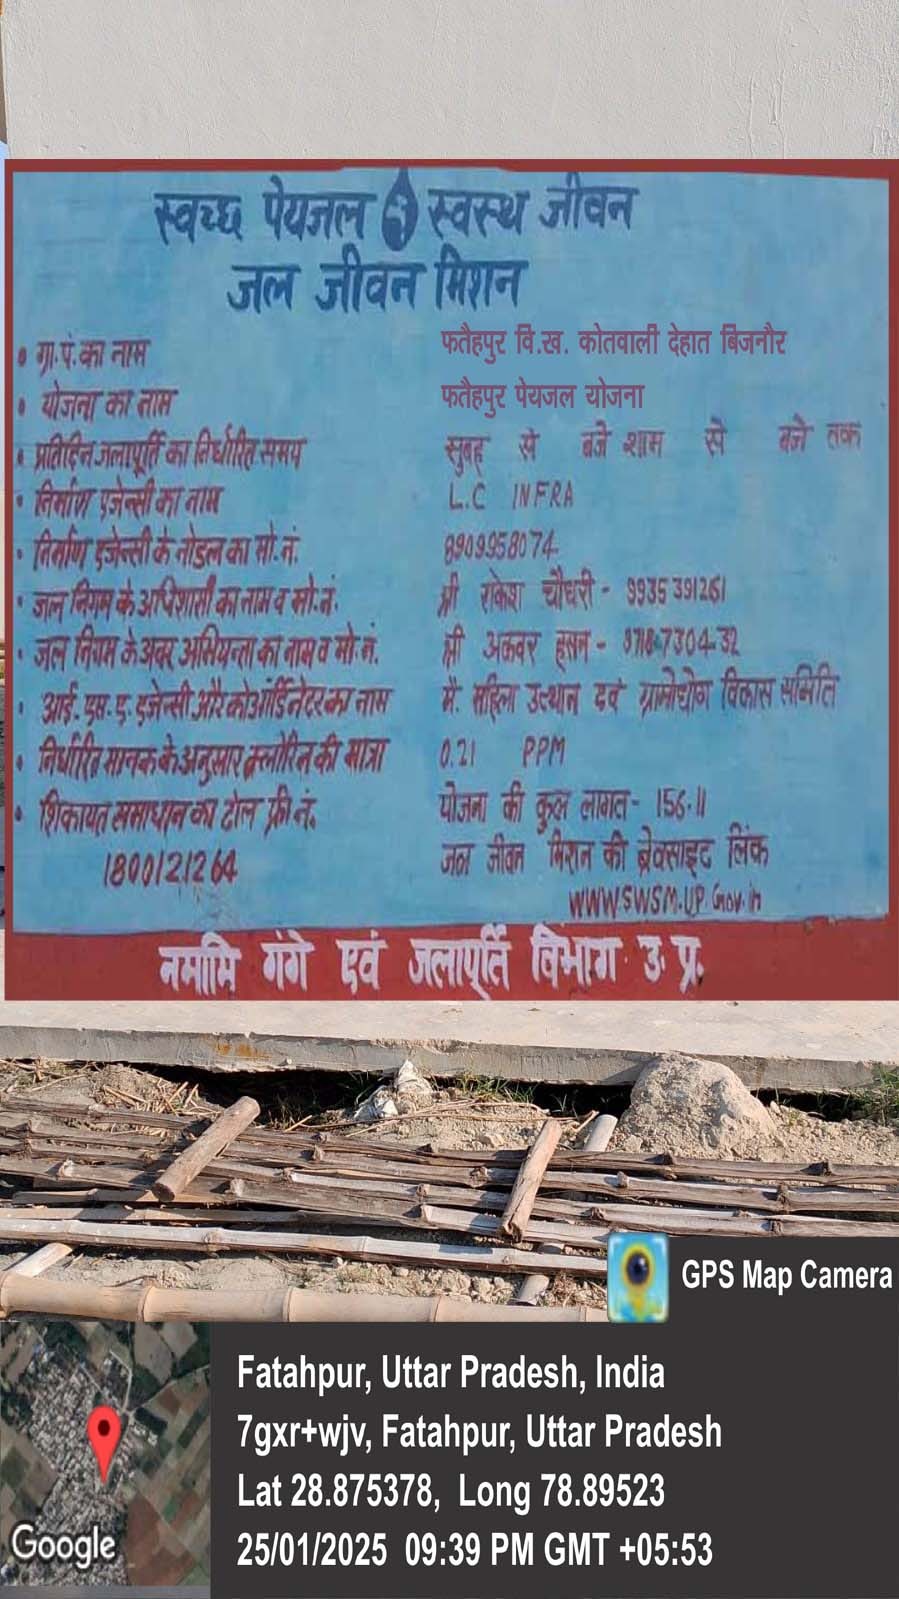 स्वच्छ पेयजल स्वस्थ जीवन
जल जीवन मिशन
• ग्रा.पं. का नाम फतैहपुर वि.ख. कोतवाली देहात बिजनौर
• योजना का नाम फतैहपुर पेयजल योजना
• प्रतिदिन जलापूर्ति का निर्धारित समय सुबह से बजे शाम से बजे तक
• निर्माण एजेन्सी का नाम L.C INFRA
• निर्माण एजेन्सी के नोडल का मो.नं. 8909958074
• जल निगम के अधिशासी का नाम व मो.नं. श्री राकेश चौधरी - 9935391261
• जल निगम के अवर अभियन्ता का नाम व मो.नं. श्री अकवर हसन -
• आई.एस.ए. एजेन्सी और कोऑर्डिनेटर का नाम मै. महिला उत्थान एवं ग्रामोद्योग विकास समिति
• निर्धारित मानक के अनुसार क्लोरिन की मात्रा 0.21 PPM
• शिकायत समाधान का टोल फ्री नं. योजना की कुल लागत- 156.11
1800121264 जल जीवन मिशन की बेवसाइट लिंक
WWW.SWSM.UP.Gov.in
नमामि गंगे एवं जलापूर्ति विभाग उ.प्र.
GPS Map Camera
Fatahpur, Uttar Pradesh, India
7gxr+wjv, Fatahpur, Uttar Pradesh
Lat 28.875378, Long 78.89523
25/01/2025 09:39 PM GMT +05:53
Google